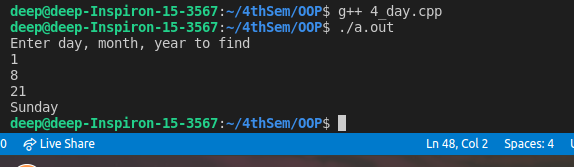 deep@deep-Inspiron-15-3567:~/4thSem/OOP$ g++ 4_day.cpp
deep@deep-Inspiron-15-3567:~/4thSem/OOP$ ./a.out
Enter day, month, year to find
1
8
21
Sunday
deep@deep-Inspiron-15-3567:~/4thSem/OOP$
0 Live Share Ln 48, Col 2 Spaces: 4